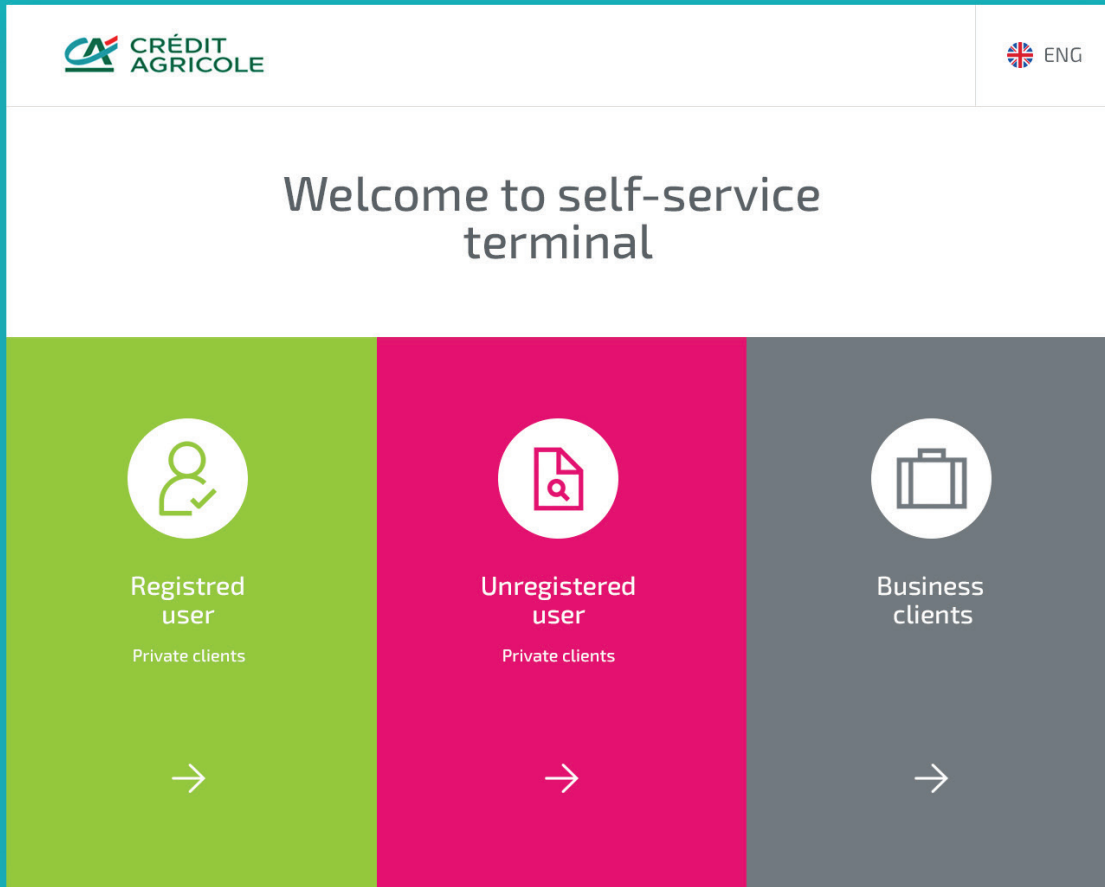 CRÉDIT
AGRICOLE
ENG
Welcome to self-service
terminal
Registred
user
Private clients
Unregistered
user
Private clients
Business
clients